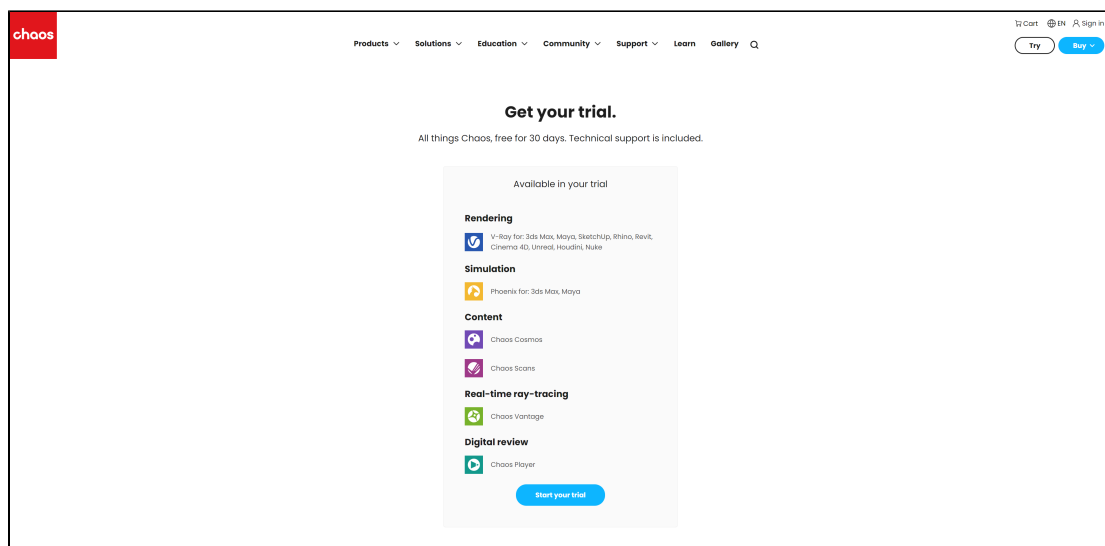 chaos
Cart EN Sign in
Products Solutions Education Community Support Learn Gallery
Try Buy
Get your trial.
All things Chaos, free for 30 days. Technical support is included.
Available in your trial
Rendering
V-Ray for: 3ds Max, Maya, SketchUp, Rhino, Revit,
Cinema 4D, Unreal, Houdini, Nuke
Simulation
Phoenix for: 3ds Max, Maya
Content
Chaos Cosmos
Chaos Scans
Real-time ray-tracing
Chaos Vantage
Digital review
Chaos Player
Start your trial